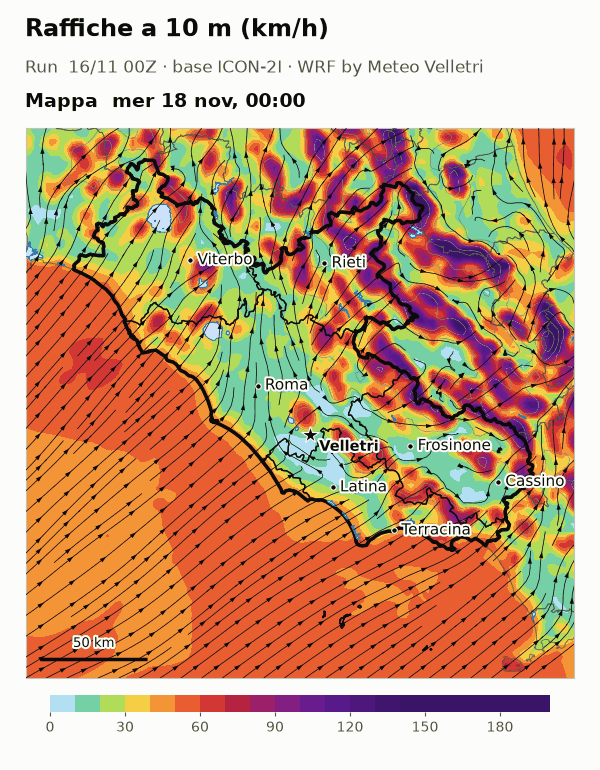 Raffiche a 10 m (km/h)
Run 16/11 00Z · base ICON-2I · WRF by Meteo Velletri
Mappa mer 18 nov, 00:00
Viterbo
Rieti
Roma
Velletri
Frosinone
Cassino
Latina
Terracina
50 km
0 30 60 90 120 150 180